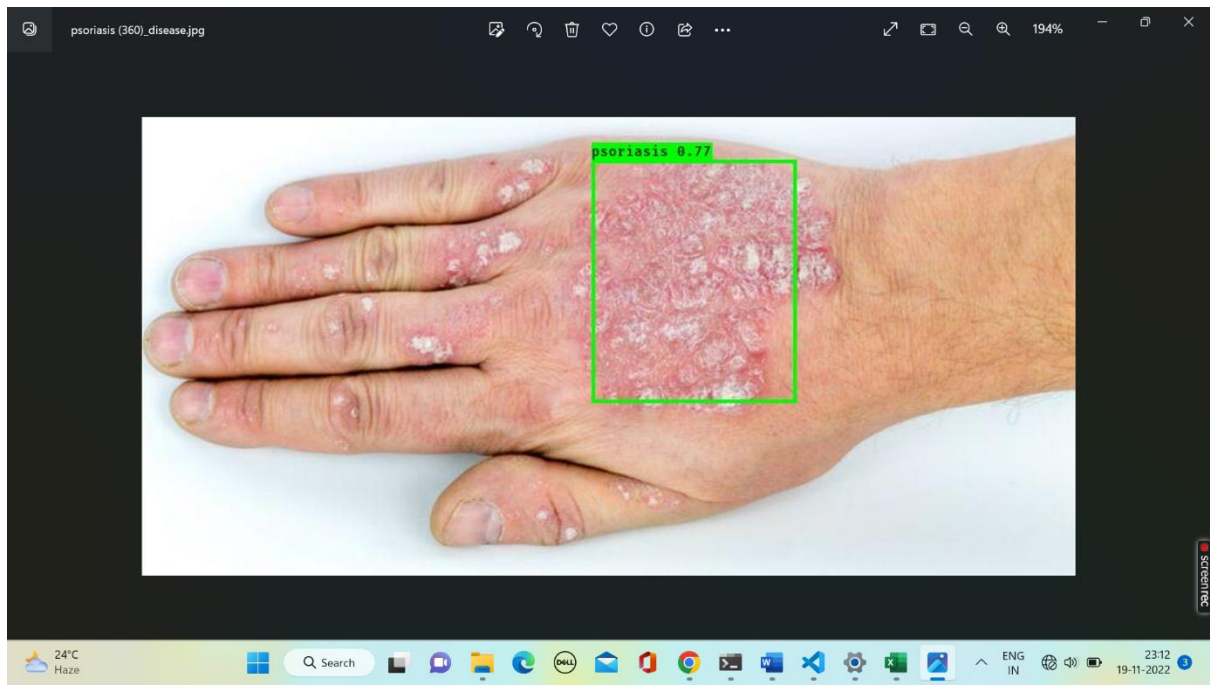 psoriasis (360)_disease.jpg
194%
psoriasis 0.77
screenrec
24°C
Haze
Search
DELL
ENG
IN
23:12
19-11-2022
3